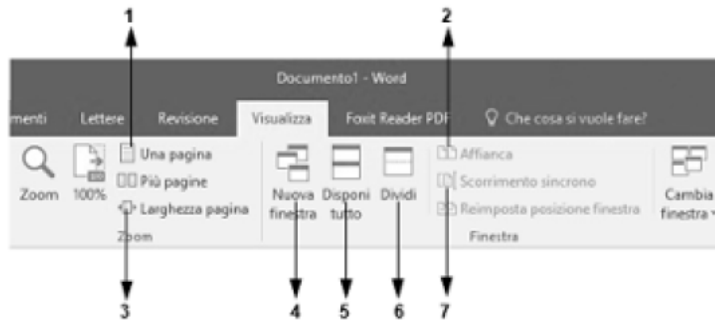 1 2
Documento1 - Word
menti Lettere Revisione Visualizza Foxit Reader PDF Che cosa si vuole fare?
Una pagina Affianca
Più pagine Scorrimento sincrono
Zoom 100% Larghezza pagina Nuova finestra Disponi tutto Dividi Reimposta posizione finestra Cambia finestra
Zoom Finestra
3 4 5 6 7